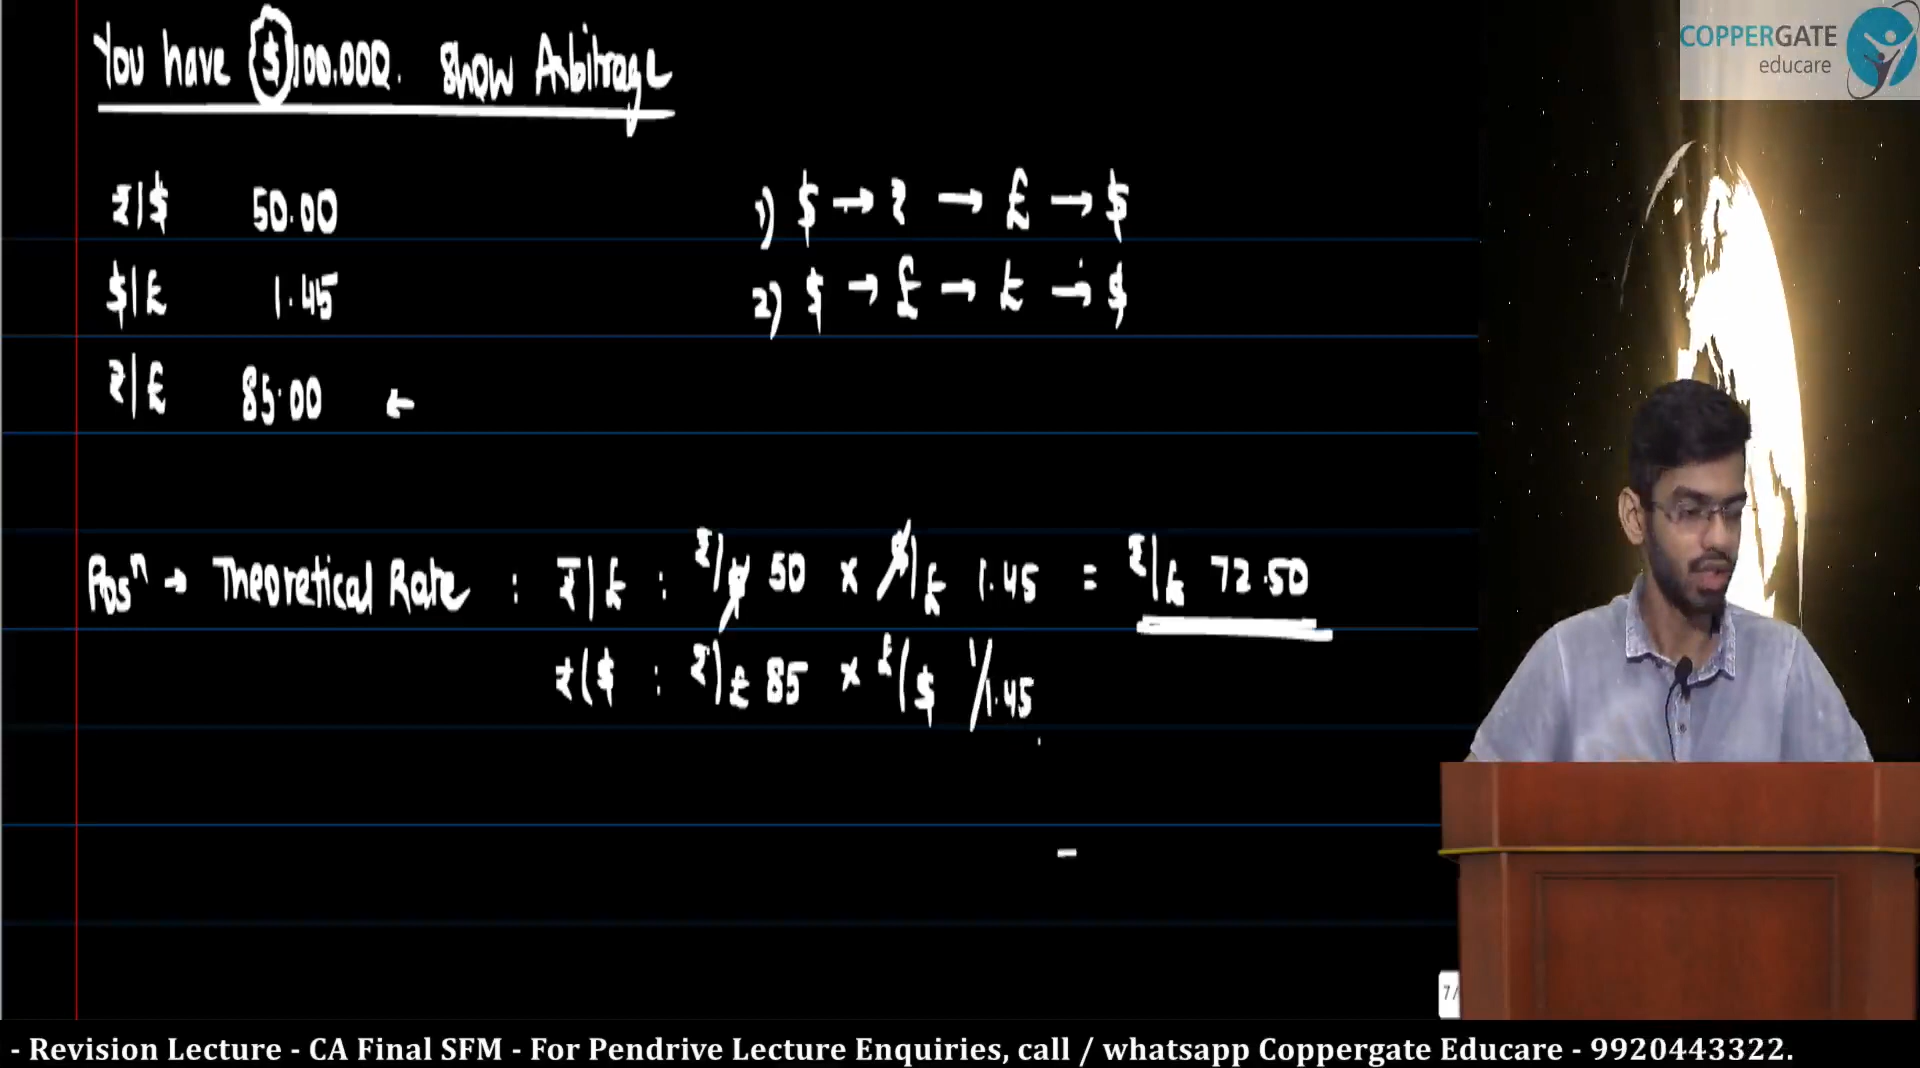 You have $100.000. Show Arbitrage
COPPERGATE
educare
₹|$ 50.00
1) $ → ₹ → £ → $
$|£ 1.45
2) $ → £ → ₹ → $
₹|£ 85.00 ←
Posⁿ → Theoretical Rate : ₹|£ : ₹/$ 50 × $/£ 1.45 = ₹/£ 72.50
₹/$ : ₹/£ 85 × £/$ 1/1.45
7/
- Revision Lecture - CA Final SFM - For Pendrive Lecture Enquiries, call / whatsapp Coppergate Educare - 9920443322.